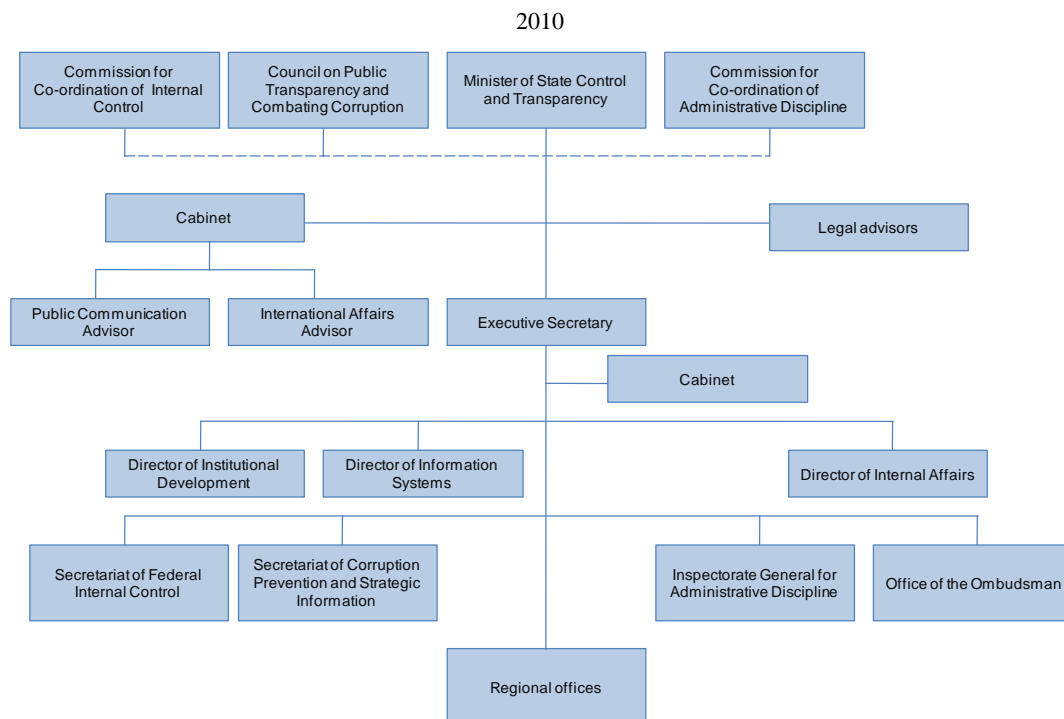 2010
Commission for
Co-ordination of Internal
Control
Council on Public
Transparency and
Combating Corruption
Minister of State Control
and Transparency
Commission for
Co-ordination of
Administrative Discipline
Cabinet
Legal advisors
Public Communication
Advisor
International Affairs
Advisor
Executive Secretary
Cabinet
Director of Institutional
Development
Director of Information
Systems
Director of Internal Affairs
Secretariat of Federal
Internal Control
Secretariat of Corruption
Prevention and Strategic
Information
Inspectorate General for
Administrative Discipline
Office of the Ombudsman
Regional offices